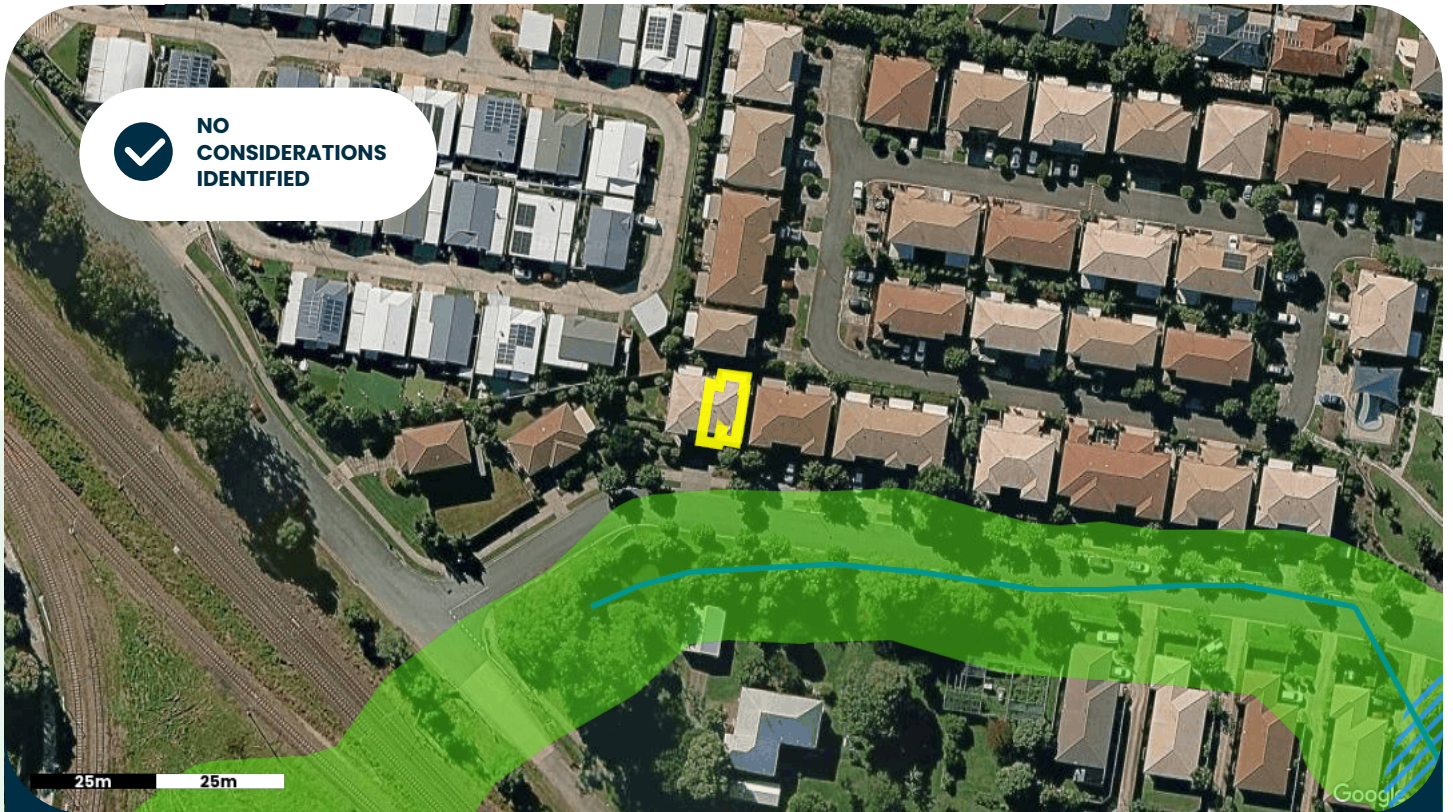 NO
CONSIDERATIONS
IDENTIFIED
25m 25m
Google